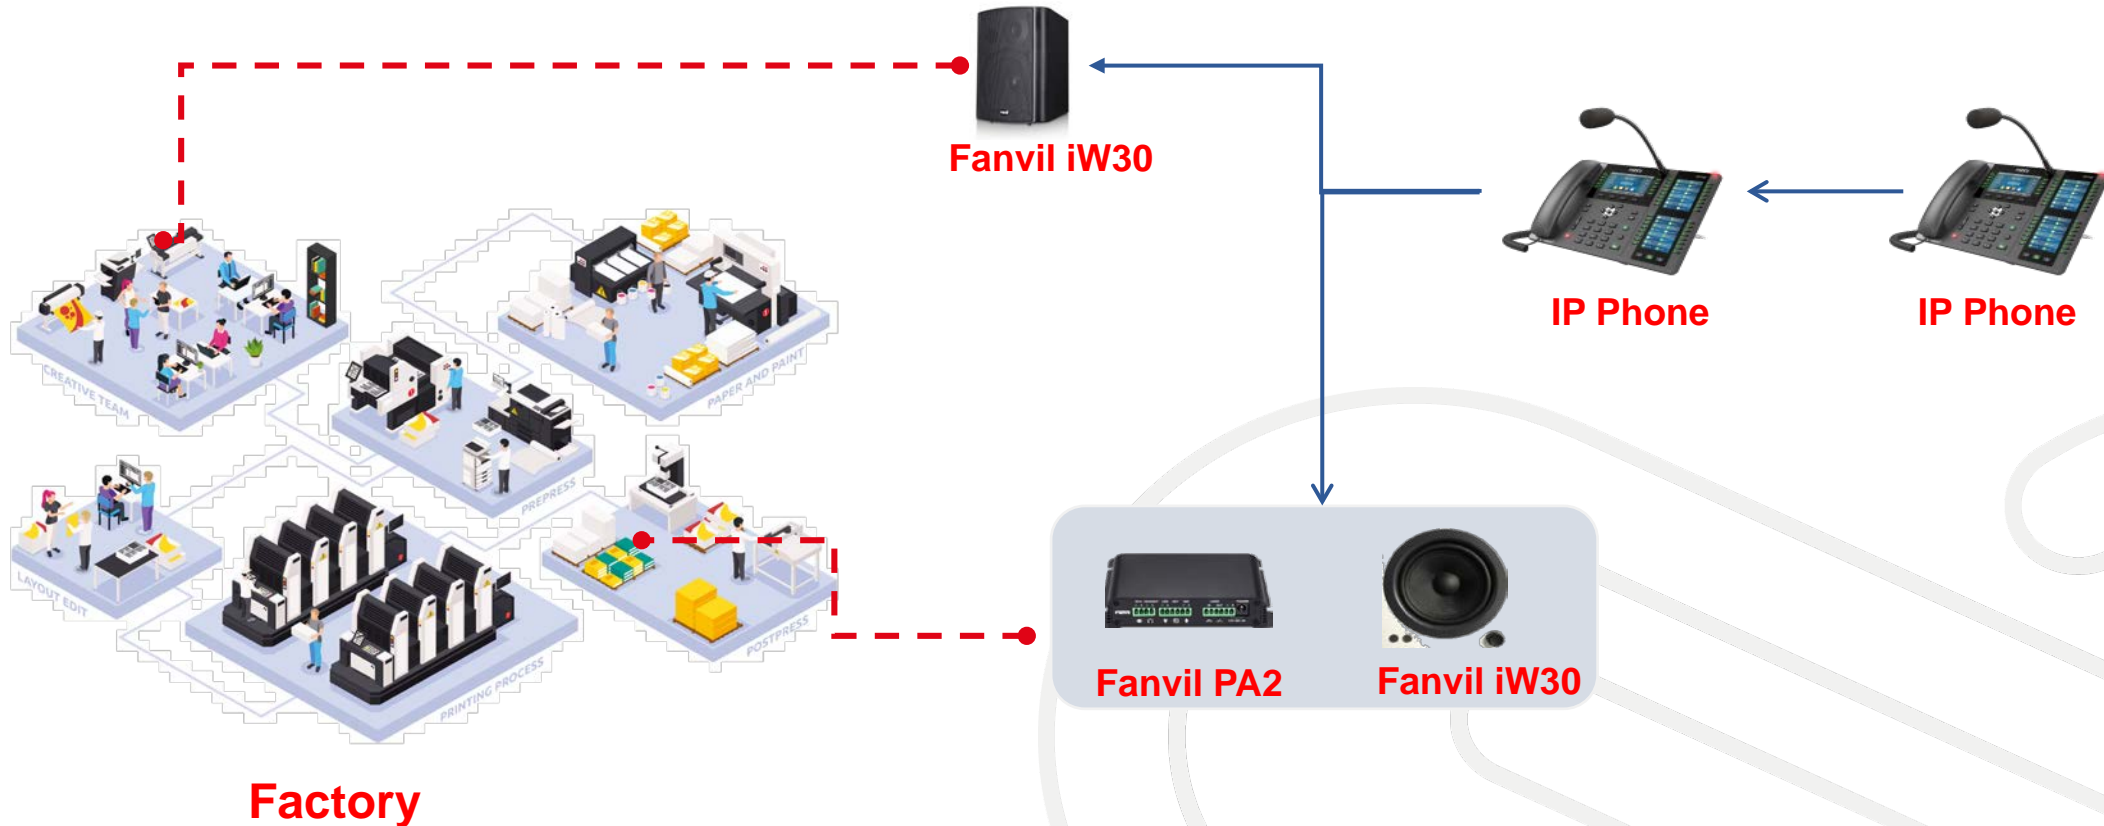 Fanvil iW30
IP Phone
IP Phone
CREATIVE TEAM
PAPER AND PAINT
PREPRESS
LAYOUT EDIT
POSTPRESS
PRINTING PROCESS
Fanvil PA2
Fanvil iW30
Factory